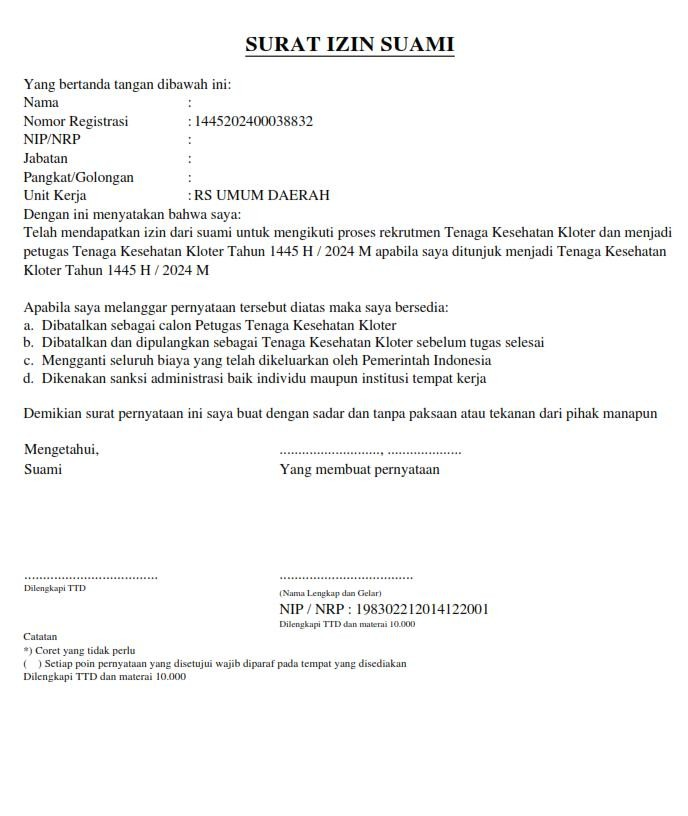 SURAT IZIN SUAMI
Yang bertanda tangan dibawah ini:
Nama :
Nomor Registrasi : 1445202400038832
NIP/NRP :
Jabatan :
Pangkat/Golongan :
Unit Kerja : RS UMUM DAERAH
Dengan ini menyatakan bahwa saya:
Telah mendapatkan izin dari suami untuk mengikuti proses rekrutmen Tenaga Kesehatan Kloter dan menjadi
petugas Tenaga Kesehatan Kloter Tahun 1445 H / 2024 M apabila saya ditunjuk menjadi Tenaga Kesehatan
Kloter Tahun 1445 H / 2024 M
Apabila saya melanggar pernyataan tersebut diatas maka saya bersedia:
a. Dibatalkan sebagai calon Petugas Tenaga Kesehatan Kloter
b. Dibatalkan dan dipulangkan sebagai Tenaga Kesehatan Kloter sebelum tugas selesai
c. Mengganti seluruh biaya yang telah dikeluarkan oleh Pemerintah Indonesia
d. Dikenakan sanksi administrasi baik individu maupun institusi tempat kerja
Demikian surat pernyataan ini saya buat dengan sadar dan tanpa paksaan atau tekanan dari pihak manapun
Mengetahui, ..........................., ....................
Suami Yang membuat pernyataan
.................................... ....................................
Dilengkapi TTD
(Nama Lengkap dan Gelar)
NIP / NRP : 198302212014122001
Dilengkapi TTD dan materai 10.000
Catatan
*) Coret yang tidak perlu
( ) Setiap poin pernyataan yang disetujui wajib diparaf pada tempat yang disediakan
Dilengkapi TTD dan materai 10.000